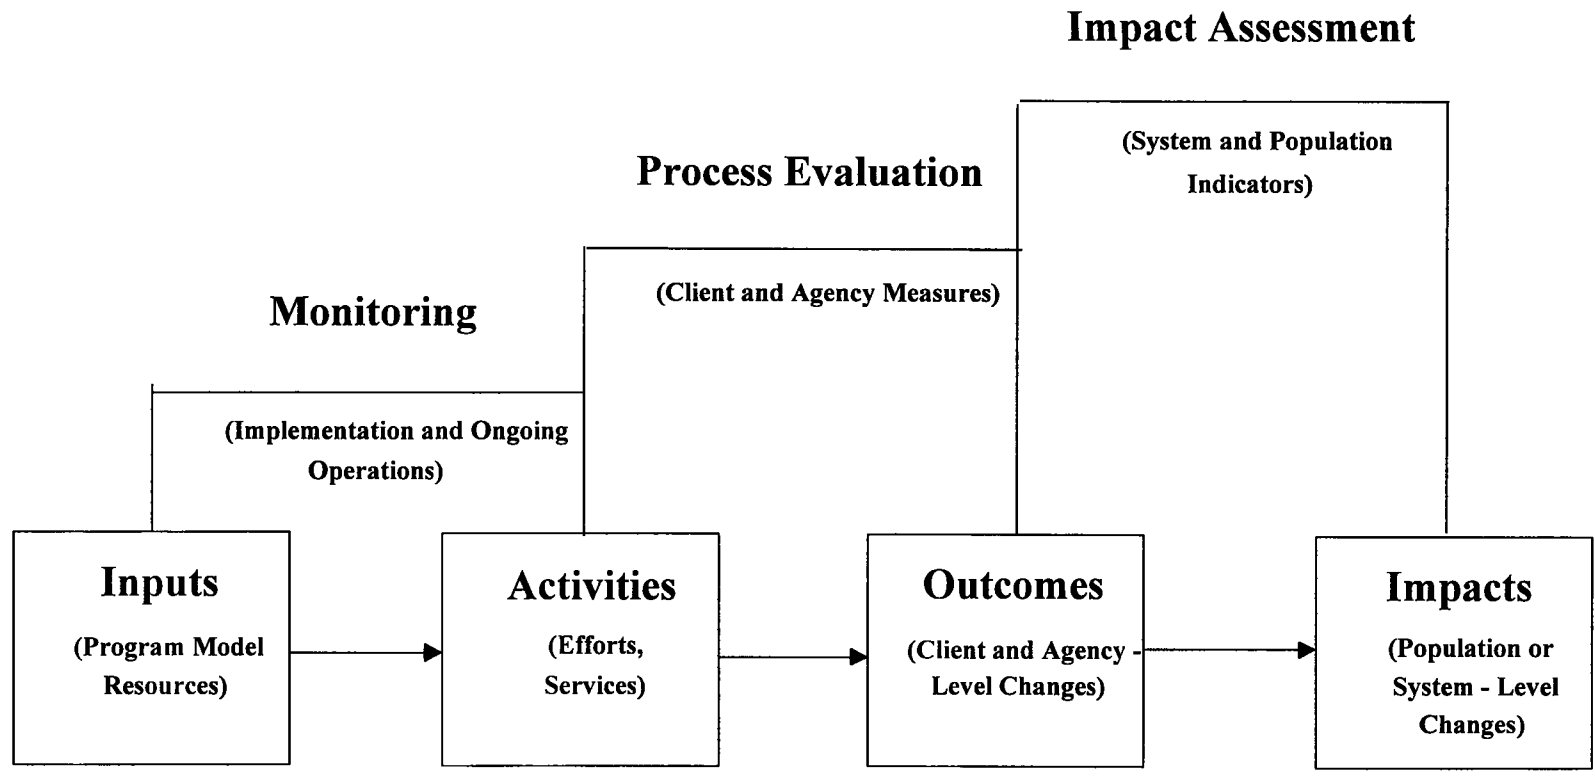 Impact Assessment
(System and Population
Indicators)
Process Evaluation
(Client and Agency Measures)
Monitoring
(Implementation and Ongoing
Operations)
Inputs
(Program Model
Resources)
Activities
(Efforts,
Services)
Outcomes
(Client and Agency -
Level Changes)
Impacts
(Population or
System - Level
Changes)